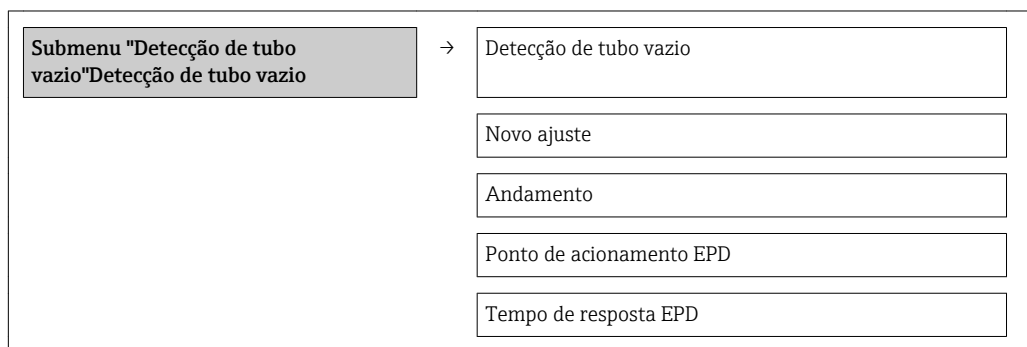 Submenu "Detecção de tubo
vazio"Detecção de tubo vazio
→
Detecção de tubo vazio
Novo ajuste
Andamento
Ponto de acionamento EPD
Tempo de resposta EPD